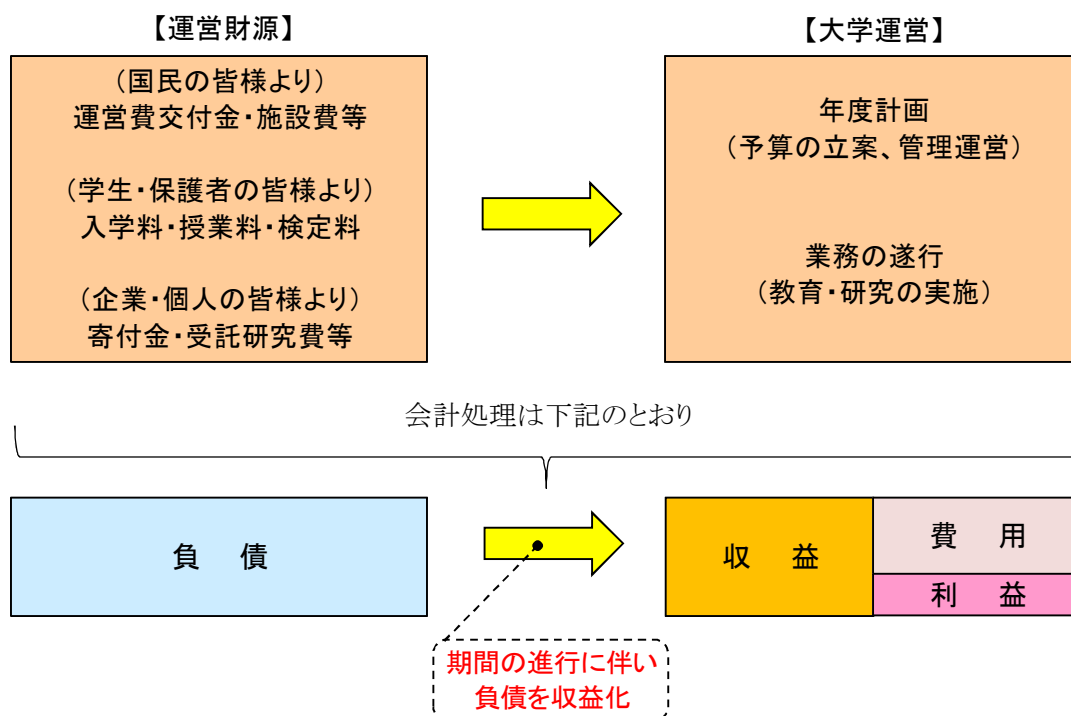 【運営財源】
(国民の皆様より)
運営費交付金・施設費等
(学生・保護者の皆様より)
入学料・授業料・検定料
(企業・個人の皆様より)
寄付金・受託研究費等
【大学運営】
年度計画
(予算の立案、管理運営)
業務の遂行
(教育・研究の実施)
会計処理は下記のとおり
負 債
収 益
費 用
利 益
期間の進行に伴い
負債を収益化